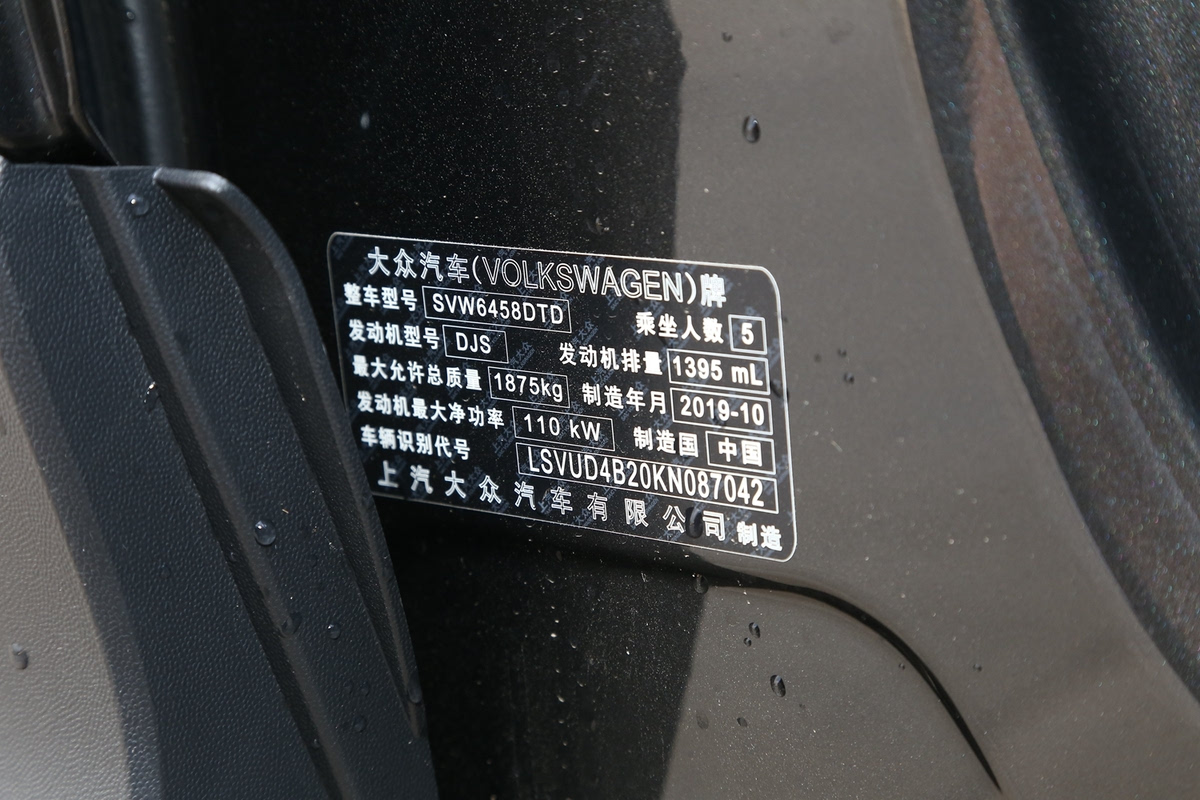 大众汽车(VOLKSWAGEN)牌
整车型号 SVW6458DTD 乘坐人数 5
发动机型号 DJS 发动机排量 1395 mL
最大允许总质量 1875kg 制造年月 2019-10
发动机最大净功率 110 kW 制造国 中国
车辆识别代号 LSVUD4B20KN087042
上汽大众汽车有限公司 制造